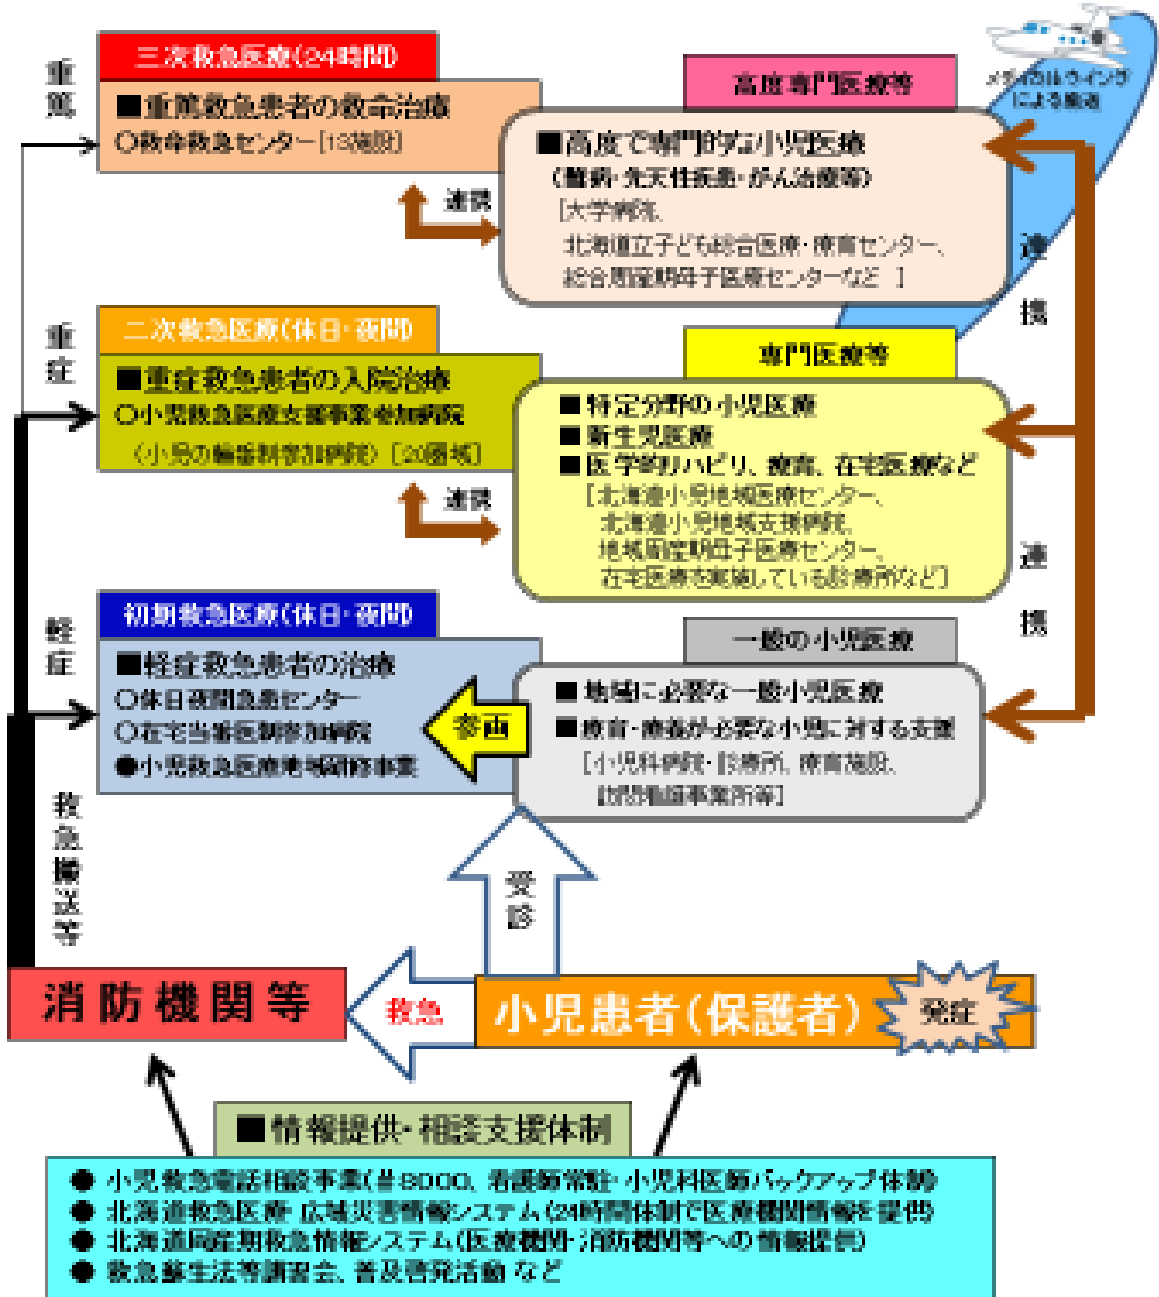 三次救急医療(24時間)
重篤
■重篤救急患者の救命治療
○救命救急センター[13施設]
メディカルウイング
による搬送
高度専門医療等
■高度で専門的な小児医療
(難病・先天性疾患・がん治療等)
[大学病院、
北海道立子ども総合医療・療育センター、
総合周産期母子医療センターなど ]
連携
連携
二次救急医療(休日・夜間)
重症
■重症救急患者の入院治療
○小児救急医療支援事業参加病院
(小児の輪番制参加病院) [20圏域]
専門医療等
■ 特定分野の小児医療
■ 新生児医療
■ 医学的リハビリ、療育、在宅医療など
[北海道小児地域医療センター、
北海道小児地域支援病院、
地域周産期母子医療センター、
在宅医療を実施している診療所など]
連携
連携
初期救急医療(休日・夜間)
軽症
■軽症救急患者の治療
○休日夜間急患センター
○在宅当番医制参加病院
●小児救急医療地域研修事業
参画
一般の小児医療
■ 地域に必要な一般小児医療
■ 療育・療養が必要な小児に対する支援
[小児科病院・診療所、療育施設、
訪問看護事業所等]
救急搬送等
受診
消防機関等
救急
小児患者(保護者)
発症
■情報提供・相談支援体制
● 小児救急電話相談事業(#8000、看護師常駐・小児科医師バックアップ体制)
● 北海道救急医療・広域災害情報システム(24時間体制で医療機関情報を提供)
● 北海道周産期救急情報システム(医療機関・消防機関等への情報提供)
● 救急蘇生法等講習会、普及啓発活動 など